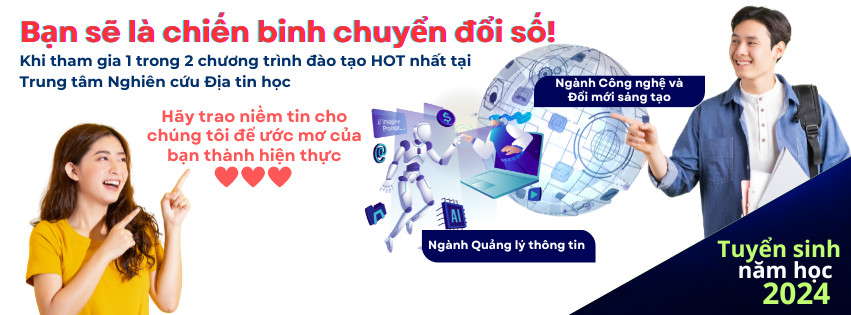 Bạn sẽ là chiến binh chuyển đổi số!
Khi tham gia 1 trong 2 chương trình đào tạo HOT nhất tại
Trung tâm Nghiên cứu Địa tin học
Hãy trao niềm tin cho
chúng tôi để ước mơ của
bạn thành hiện thực
Ngành Công nghệ và
Đổi mới sáng tạo
Imagine
Prompt...
$
@
AI
Ngành Quảng lý thông tin
Tuyển sinh
năm học
2024